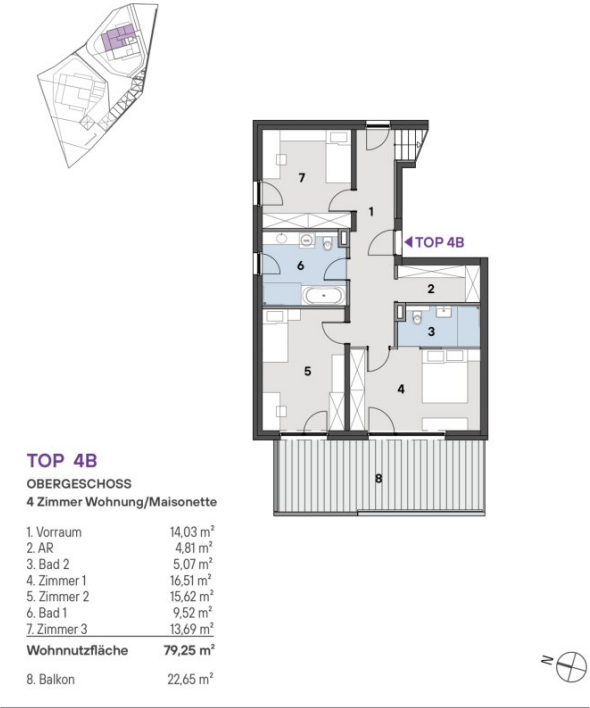 7
1
TOP 4B
6
2
3
5
4
8
TOP 4B
OBERGESCHOSS
4 Zimmer Wohnung/Maisonette
1. Vorraum 14,03 m²
2. AR 4,81 m²
3. Bad 2 5,07 m²
4. Zimmer 1 16,51 m²
5. Zimmer 2 15,62 m²
6. Bad 1 9,52 m²
7. Zimmer 3 13,69 m²
Wohnnutzfläche 79,25 m²
8. Balkon 22,65 m²
N